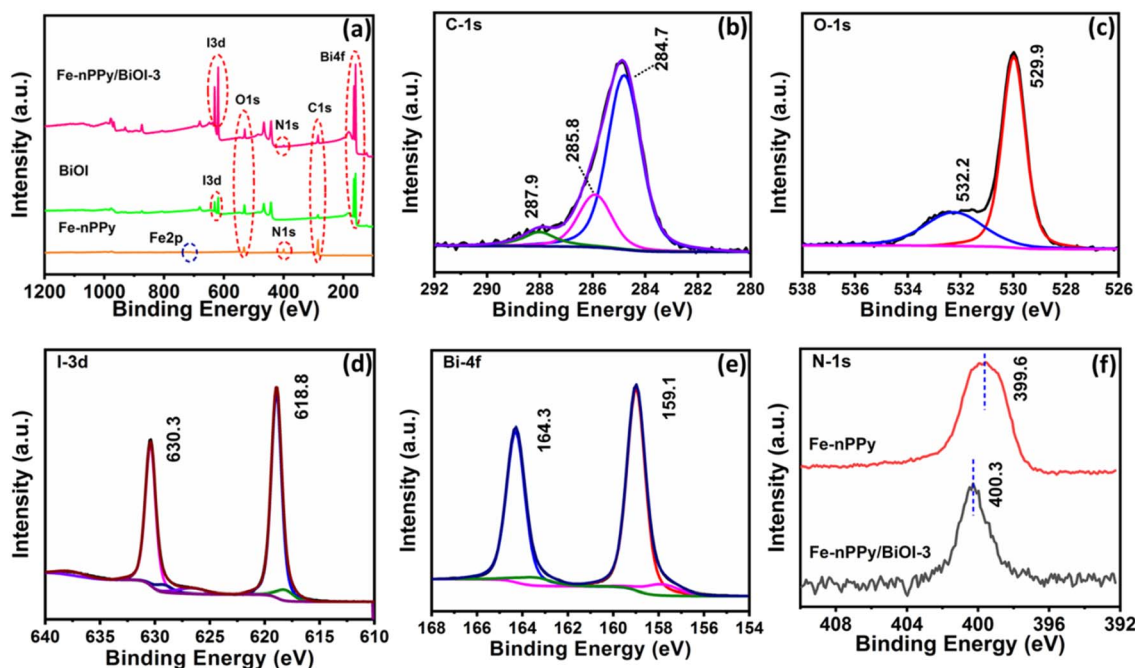 (a)
I3d
Bi4f
Fe-nPPy/BiOI-3
O1s
C1s
N1s
BiOI
I3d
Fe-nPPy
Fe2p
N1s
Intensity (a.u.)
1200 1000 800 600 400 200
Binding Energy (eV)
C-1s
(b)
284.7
285.8
287.9
Intensity (a.u.)
292 290 288 286 284 282 280
Binding Energy (eV)
O-1s
(c)
529.9
532.2
Intensity (a.u.)
538 536 534 532 530 528 526
Binding Energy (eV)
I-3d
(d)
618.8
630.3
Intensity (a.u.)
640 635 630 625 620 615 610
Binding Energy (eV)
Bi-4f
(e)
159.1
164.3
Intensity (a.u.)
168 166 164 162 160 158 156 154
Binding Energy (eV)
N-1s
(f)
399.6
Fe-nPPy
400.3
Fe-nPPy/BiOI-3
Intensity (a.u.)
408 404 400 396 392
Binding Energy (eV)